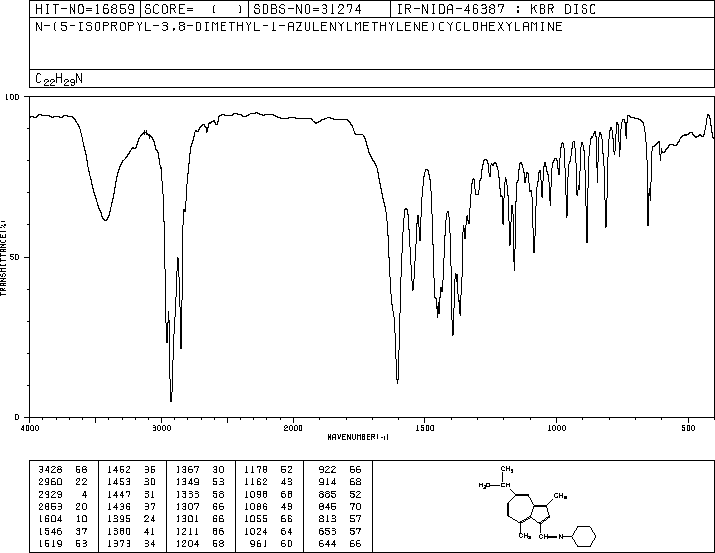 HIT-NO=16859 SCORE= ( ) SDBS-NO=31274 IR-NIDA-46387 : KBR DISC
N-(5-ISOPROPYL-3,8-DIMETHYL-1-AZULENYLMETHYLENE)CYCLOHEXYLAMINE
C22H29N
100
50
0
TRANSMITTANCE(%)
4000 3000 2000 1500 1000 500
WAVENUMBER(-1)
3428 58 1462 36 1367 30 1178 52 922 66
2960 22 1453 30 1349 53 1162 43 914 68
2929 4 1447 31 1333 58 1098 68 885 52
2853 20 1436 37 1307 66 1086 49 845 70
1604 10 1395 24 1301 66 1055 66 813 57
1546 37 1380 41 1211 86 1024 64 653 57
1519 53 1373 34 1204 58 961 60 644 66
CH3
H3C CH
CH3
CH3 CH N